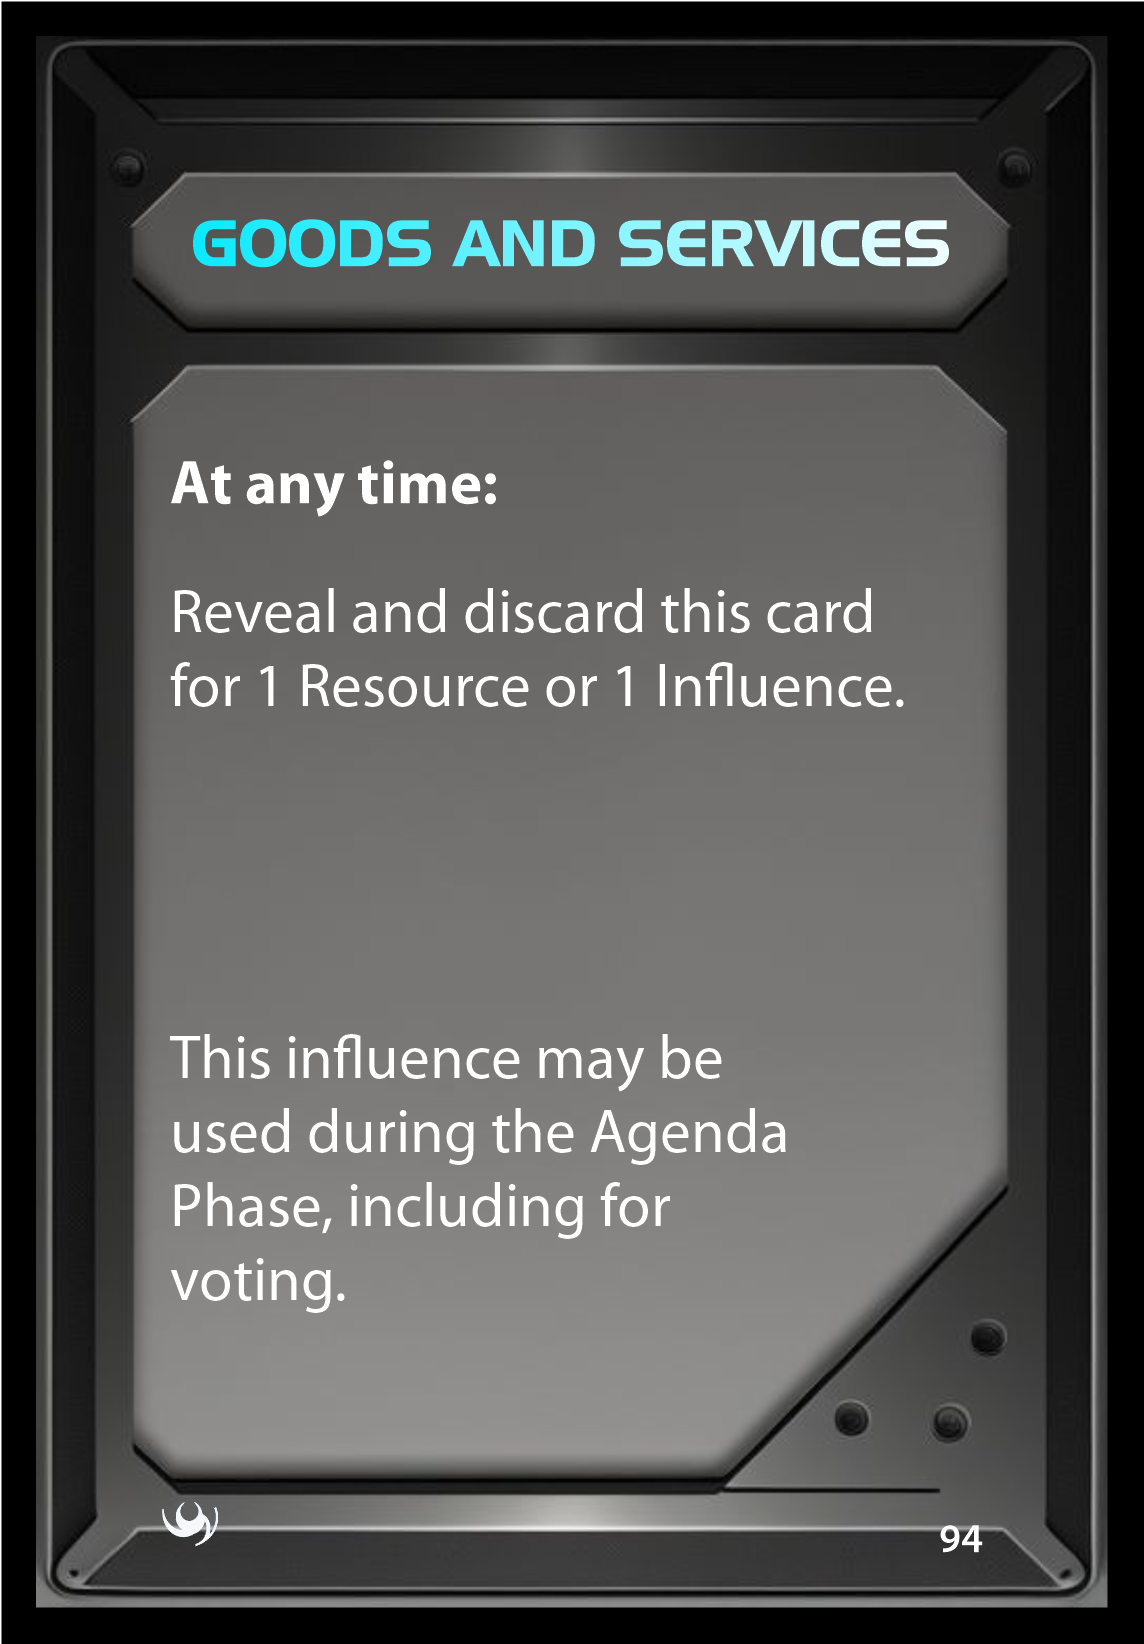 GOODS AND SERVICES
At any time:
Reveal and discard this card
for 1 Resource or 1 Influence.
This influence may be
used during the Agenda
Phase, including for
voting.
94